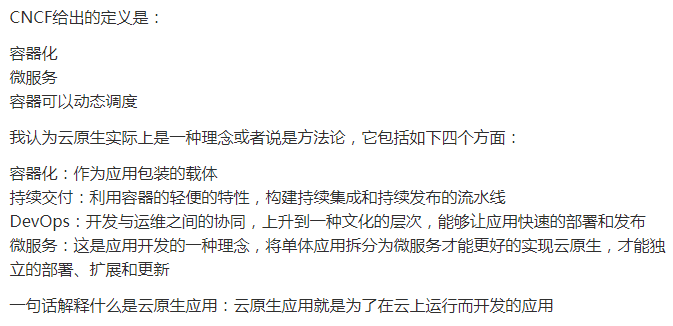 CNCF给出的定义是：
容器化
微服务
容器可以动态调度
我认为云原生实际上是一种理念或者说是方法论，它包括如下四个方面：
容器化：作为应用包装的载体
持续交付：利用容器的轻便的特性，构建持续集成和持续发布的流水线
DevOps：开发与运维之间的协同，上升到一种文化的层次，能够让应用快速的部署和发布
微服务：这是应用开发的一种理念，将单体应用拆分为微服务才能更好的实现云原生，才能独
立的部署、扩展和更新
一句话解释什么是云原生应用：云原生应用就是为了在云上运行而开发的应用